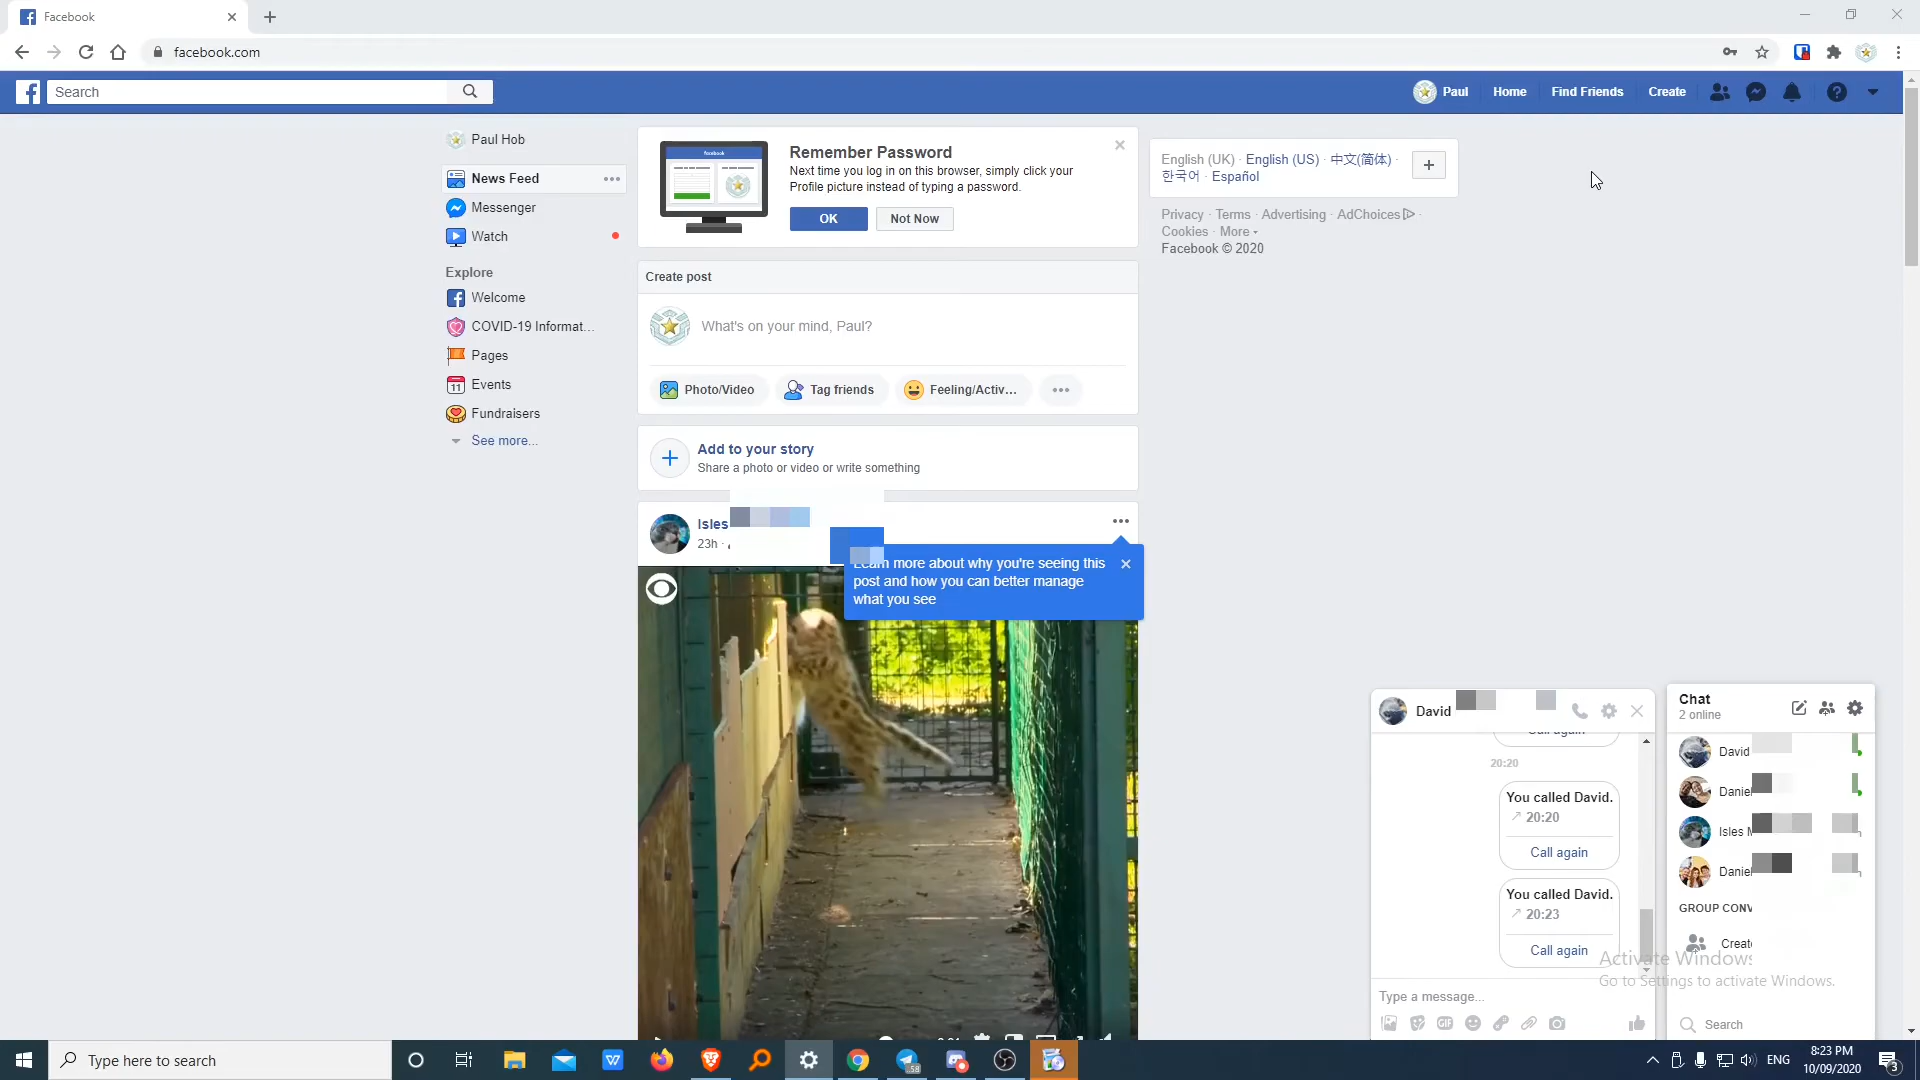 Facebook
facebook.com
Search
Paul
Home
Find Friends
Create
Paul Hob
News Feed
Messenger
Watch
Explore
Welcome
COVID-19 Informat...
Pages
Events
Fundraisers
See more...
facebook
Remember Password
Next time you log in on this browser, simply click your
Profile picture instead of typing a password.
OK
Not Now
Create post
What's on your mind, Paul?
Photo/Video
Tag friends
Feeling/Activ...
Add to your story
Share a photo or video or write something
Isles
23h ·
more about why you're seeing this
post and how you can better manage
what you see
English (UK) · English (US) · 中文(简体) ·
한국어 · Español
Privacy · Terms · Advertising · AdChoices ·
Cookies · More
Facebook © 2020
David
20:20
You called David.
20:20
Call again
You called David.
20:23
Call again
Type a message...
GIF
Chat
2 online
David
Isles
GROUP
Activate Windows
Go to Settings to activate Windows.
Search
Type here to search
58
ENG
8:23 PM
10/09/2020
3